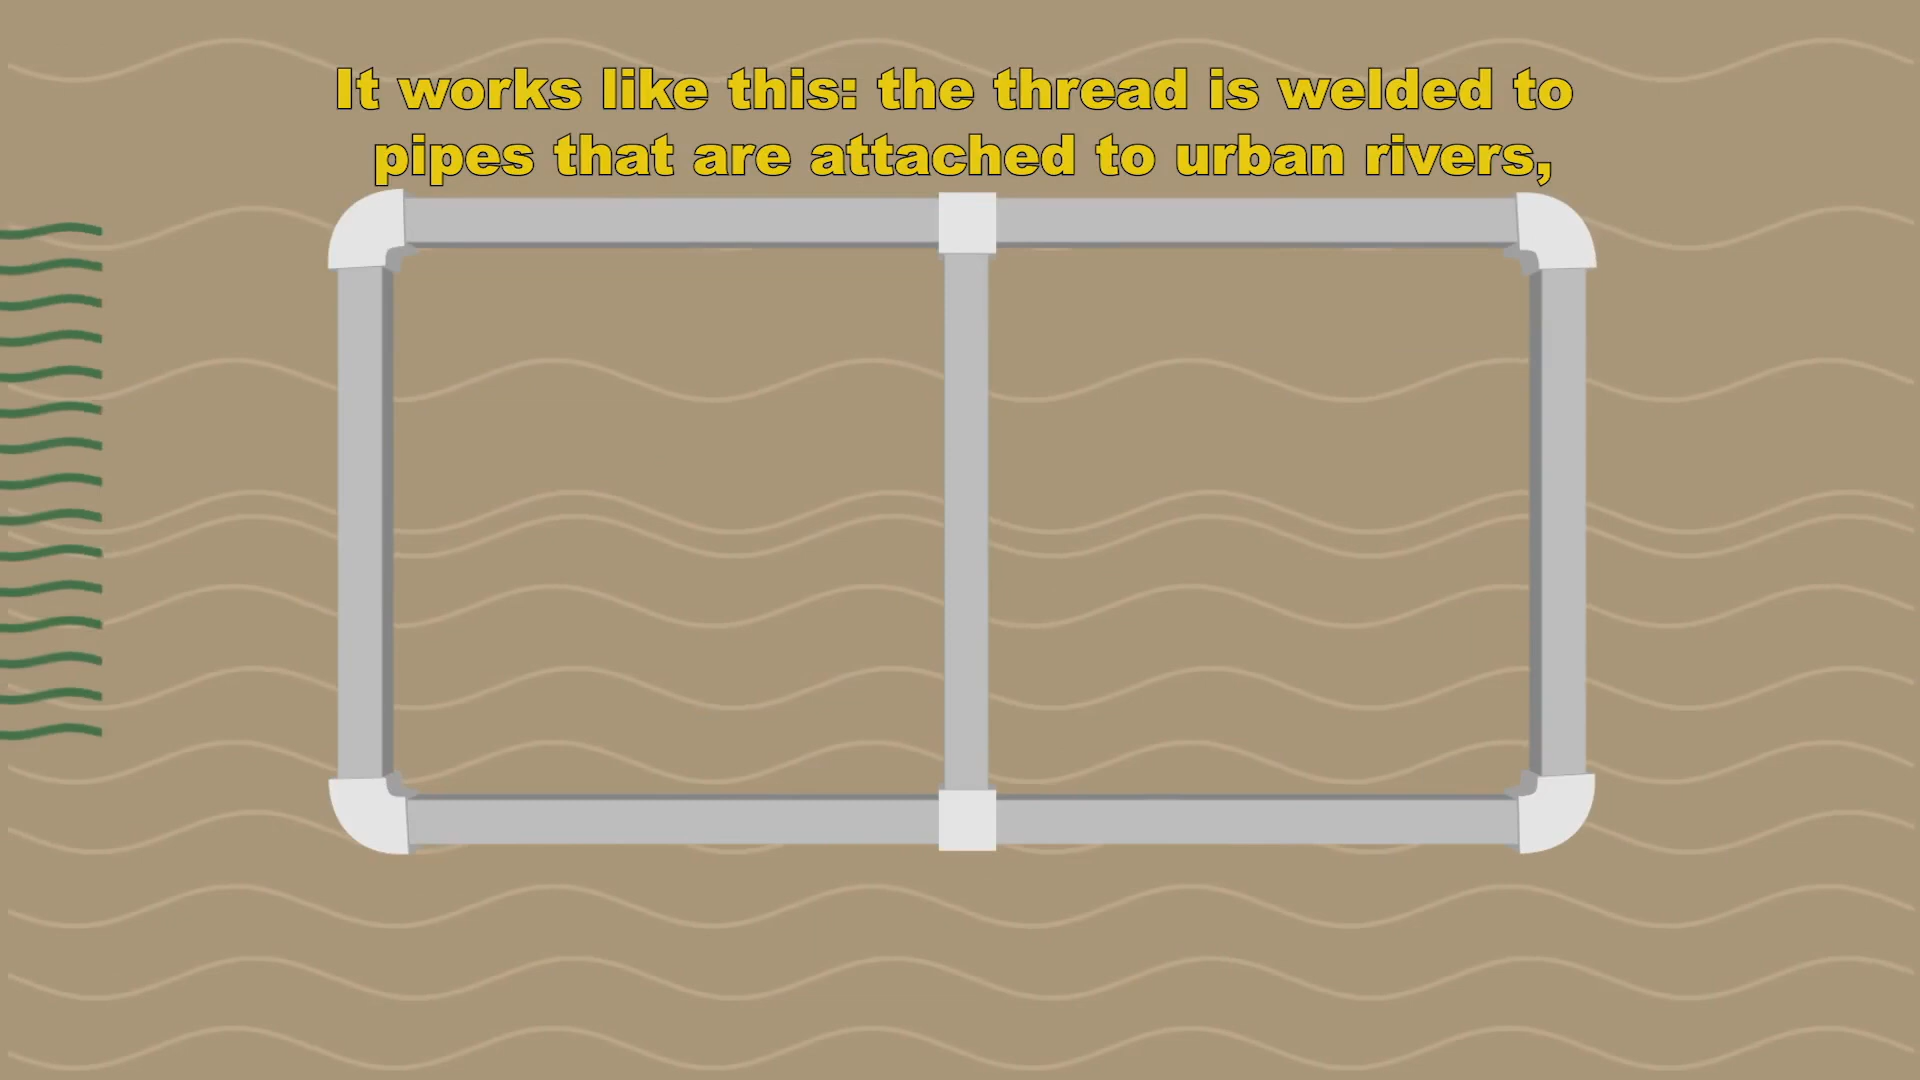 It works like this: the thread is welded to
pipes that are attached to urban rivers,